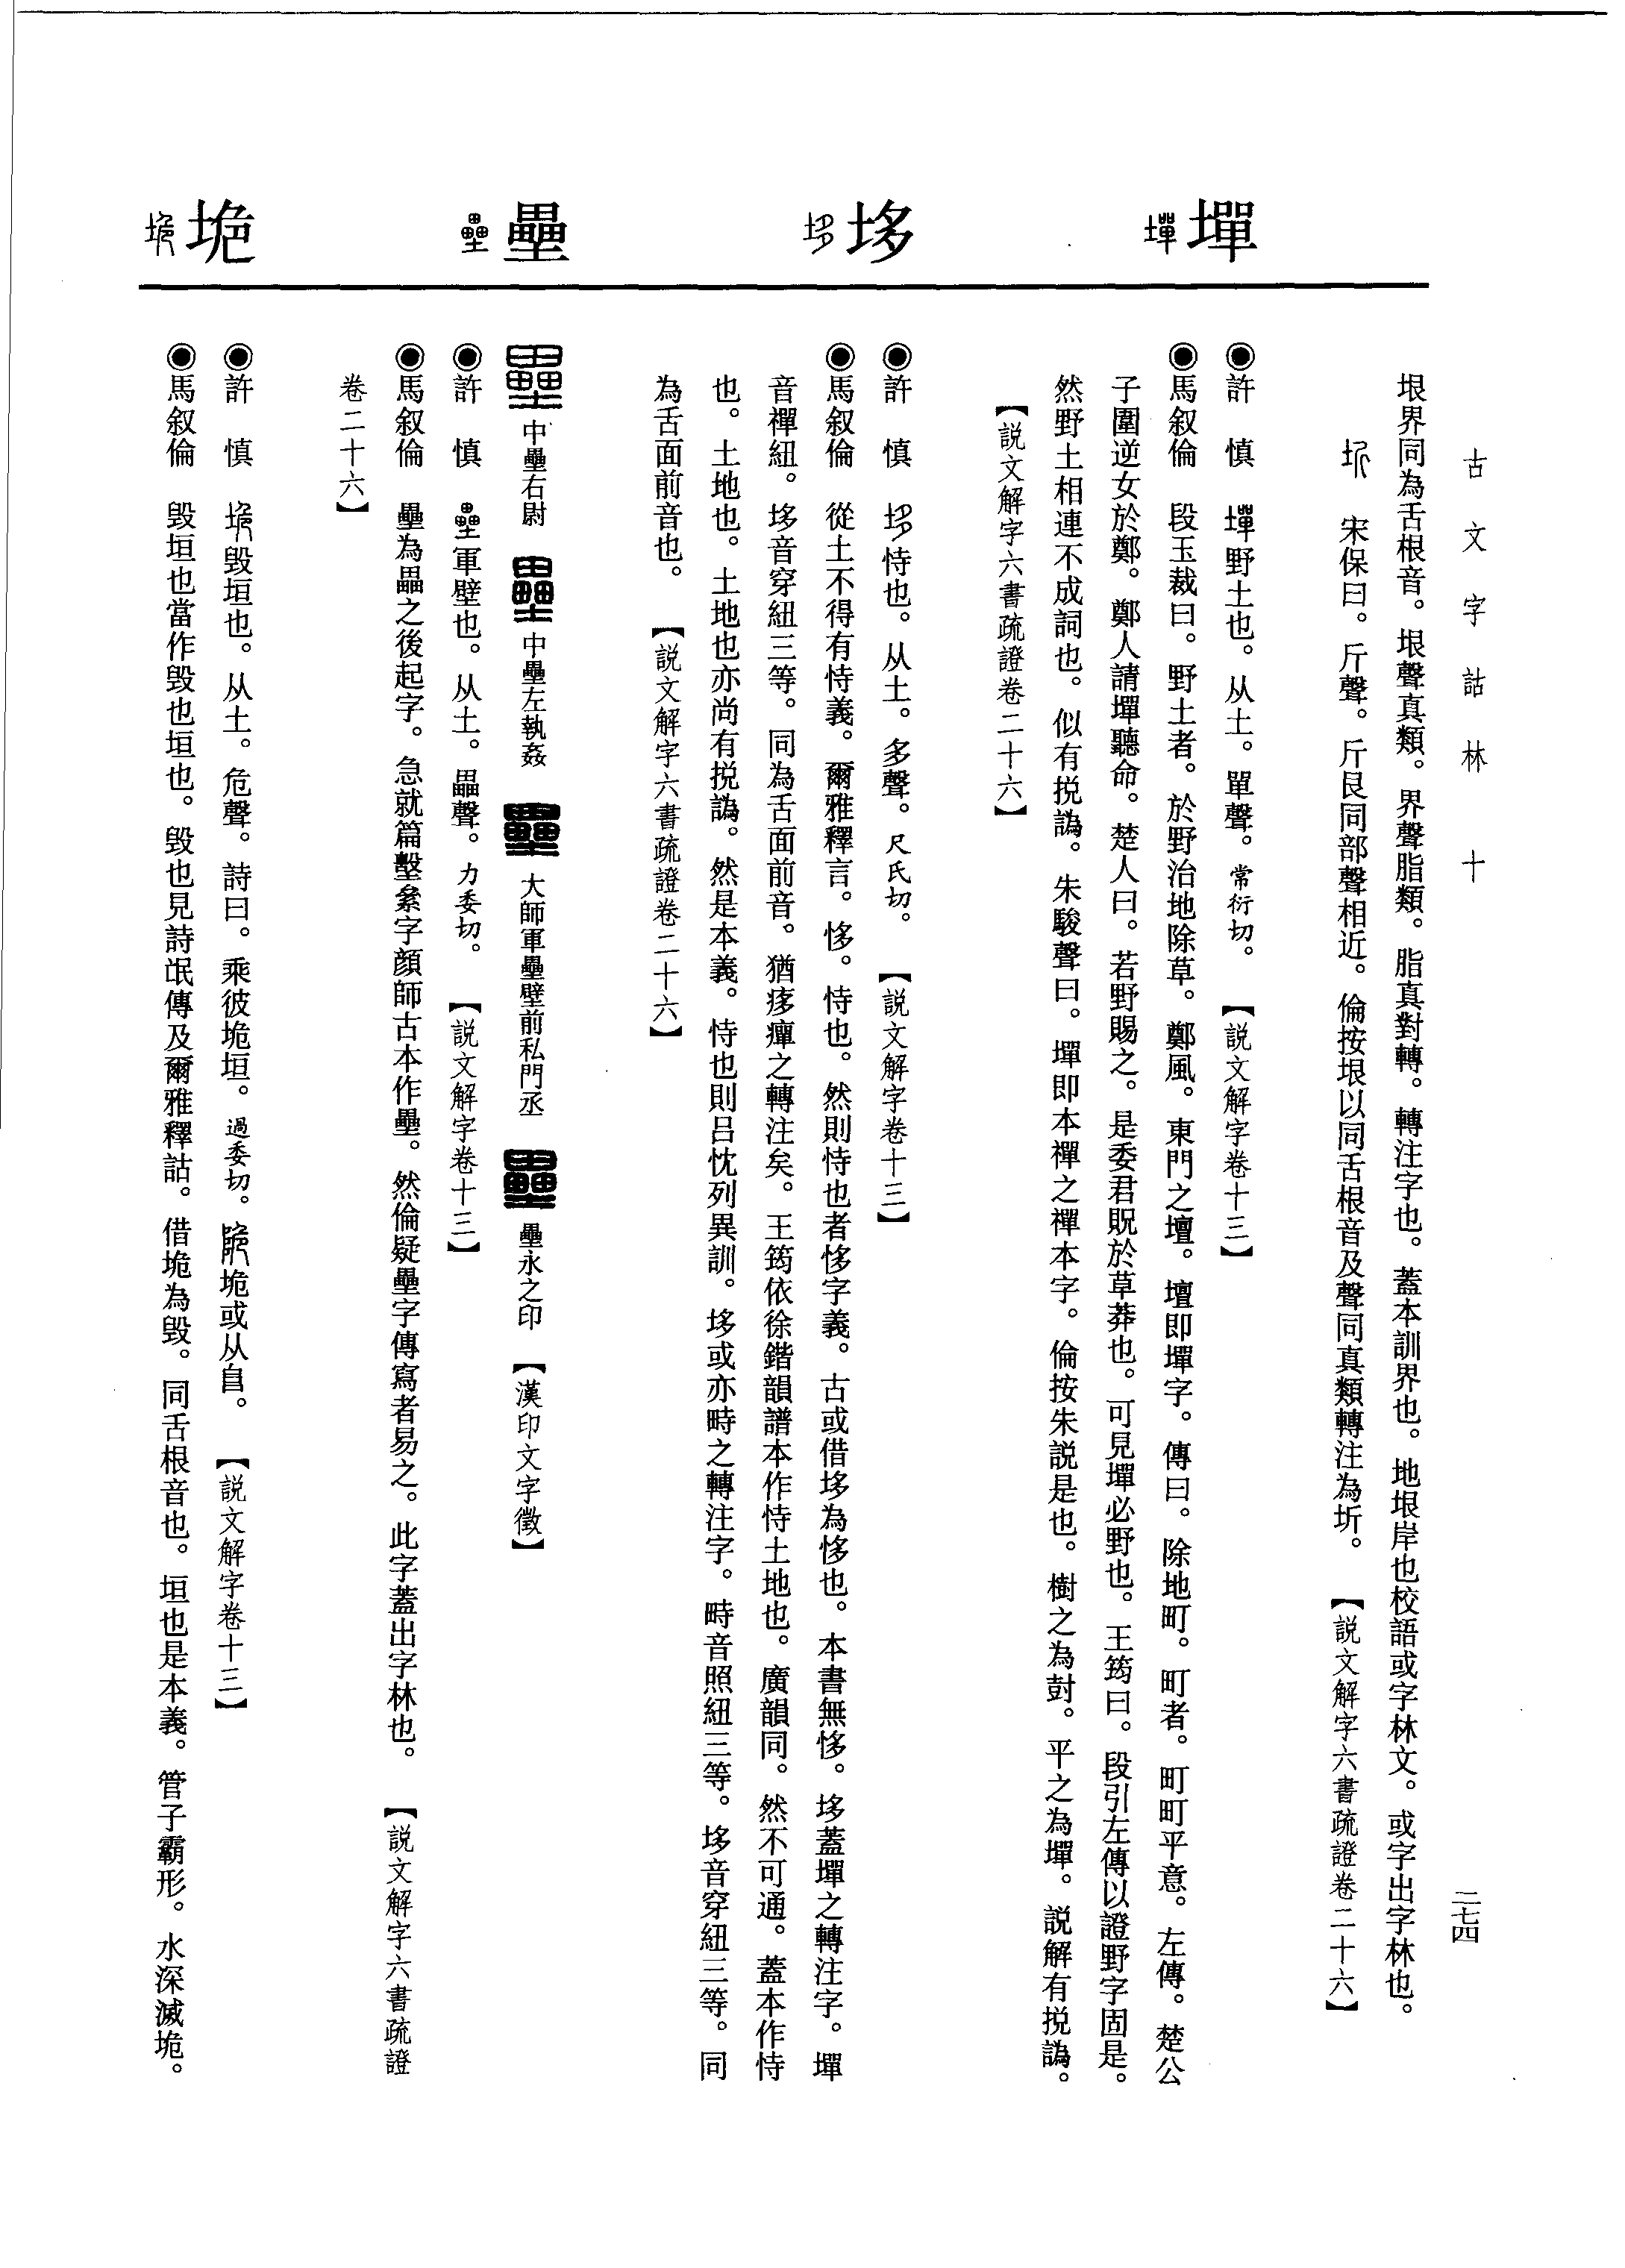 古文字詁林 十
二七四
垠界同為舌根音。垠聲真類。界聲脂類。脂真對轉。轉注字也。蓋本訓界也。地垠岸也校語或字林文。或字出字林也。
圻 宋保曰。斤聲。斤艮同部聲相近。倫按垠以同舌根音及聲同真類轉注為圻。 【説文解字六書疏證卷二十六】
墠
墠
◉許 慎 墠野土也。从土。單聲。常衍切。 【説文解字卷十三】
◉馬叙倫 段玉裁曰。野土者。於野治地除草。鄭風。東門之壇。壇即墠字。傳曰。除地町。町者。町町平意。左傳。楚公
子圍逆女於鄭。鄭人請墠聽命。楚人曰。若野賜之。是委君貺於草莽也。可見墠必野也。王筠曰。段引左傳以證野字固是。
然野土相連不成詞也。似有捝譌。朱駿聲曰。墠即本禪之禪本字。倫按朱説是也。樹之為封。平之為墠。説解有捝譌。
【説文解字六書疏證卷二十六】
垑
垑
◉許 慎 垑恃也。从土。多聲。尺氏切。 【説文解字卷十三】
◉馬叙倫 從土不得有恃義。爾雅釋言。恀。恃也。然則恃也者恀字義。古或借垑為恀也。本書無恀。垑蓋墠之轉注字。墠
音禪紐。垑音穿紐三等。同為舌面前音。猶痑癉之轉注矣。王筠依徐鍇韻譜本作恃土地也。廣韻同。然不可通。蓋本作恃
也。土地也。土地也亦尚有捝譌。然是本義。恃也則吕忱列異訓。垑或亦時之轉注字。時音照紐三等。垑音穿紐三等。同
為舌面前音也。 【説文解字六書疏證卷二十六】
壘
壘
壘 中壘右尉 壘 中壘左執姦 壘 大師軍壘壁前私門丞 壘 壘永之印 【漢印文字徵】
◉許 慎 壘軍壁也。从土。畾聲。力委切。 【説文解字卷十三】
◉馬叙倫 壘為畾之後起字。急就篇墼絫字顔師古本作壘。然倫疑壘字傳寫者易之。此字蓋出字林也。 【説文解字六書疏證
卷二十六】
垝
垝
◉許 慎 垝毁垣也。从土。危聲。詩曰。乘彼垝垣。過委切。陒垝或从𨸏。 【説文解字卷十三】
◉馬叙倫 毁垣也當作毁也垣也。毁也見詩氓傳及爾雅釋詁。借垝為毁。同舌根音也。垣也是本義。管子霸形。水深滅垝。